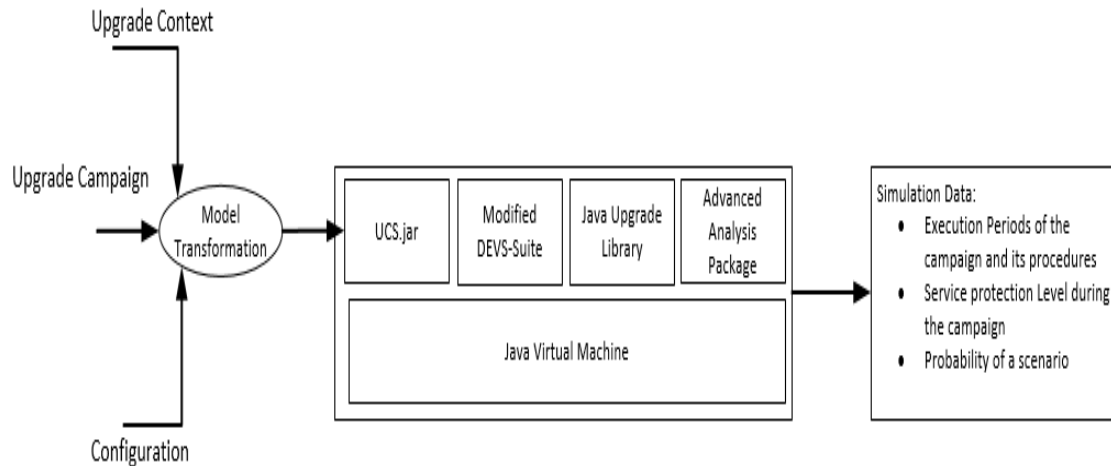 Upgrade Context
Upgrade Campaign
Model
Transformation
Configuration
UCS.jar
Modified
DEVS-Suite
Java Upgrade
Library
Advanced
Analysis
Package
Java Virtual Machine
Simulation Data:
• Execution Periods of the
campaign and its procedures
• Service protection Level during
the campaign
• Probability of a scenario